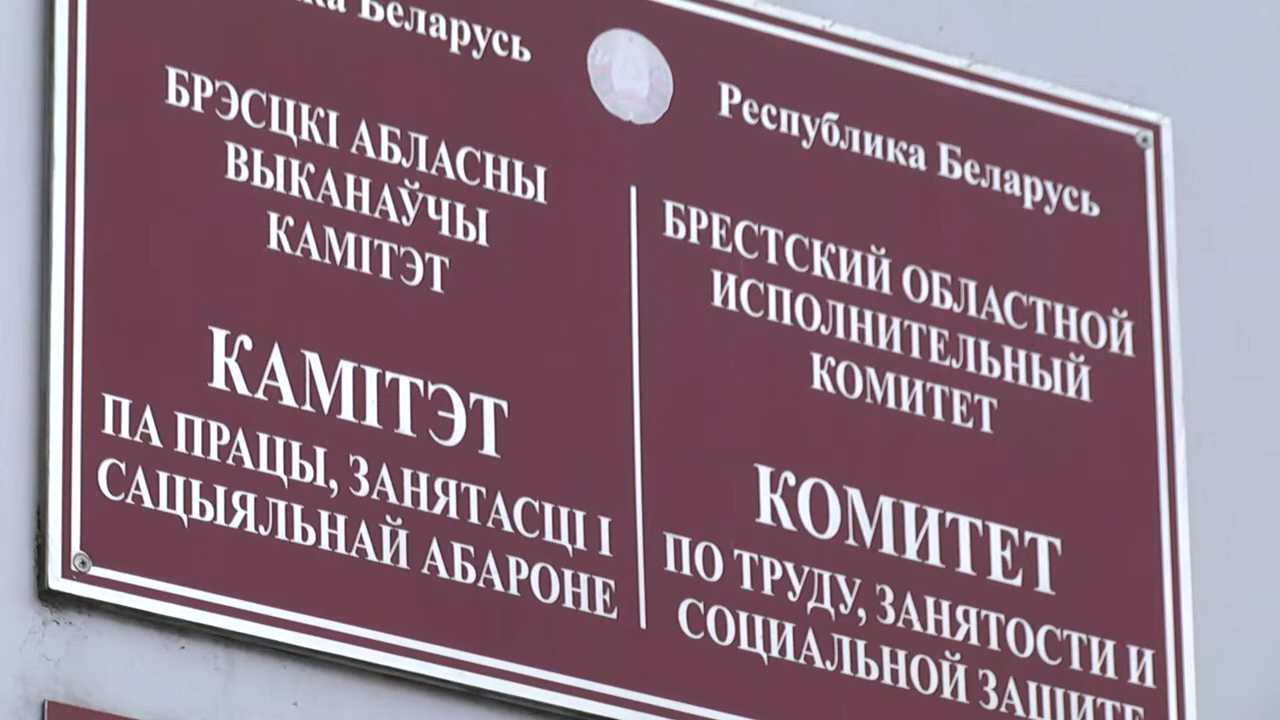 Беларусь
БРЭСЦКІ АБЛАСНЫ
ВЫКАНАЎЧЫ
КАМІТЭТ
КАМІТЭТ
ПА ПРАЦЫ, ЗАНЯТАСЦІ І
САЦЫЯЛЬНАЙ АБАРОНЕ
Республика Беларусь
БРЕСТСКИЙ ОБЛАСТНОЙ
ИСПОЛНИТЕЛЬНЫЙ
КОМИТЕТ
КОМИТЕТ
ПО ТРУДУ, ЗАНЯТОСТИ И
СОЦИАЛЬНОЙ ЗАЩИТЕ